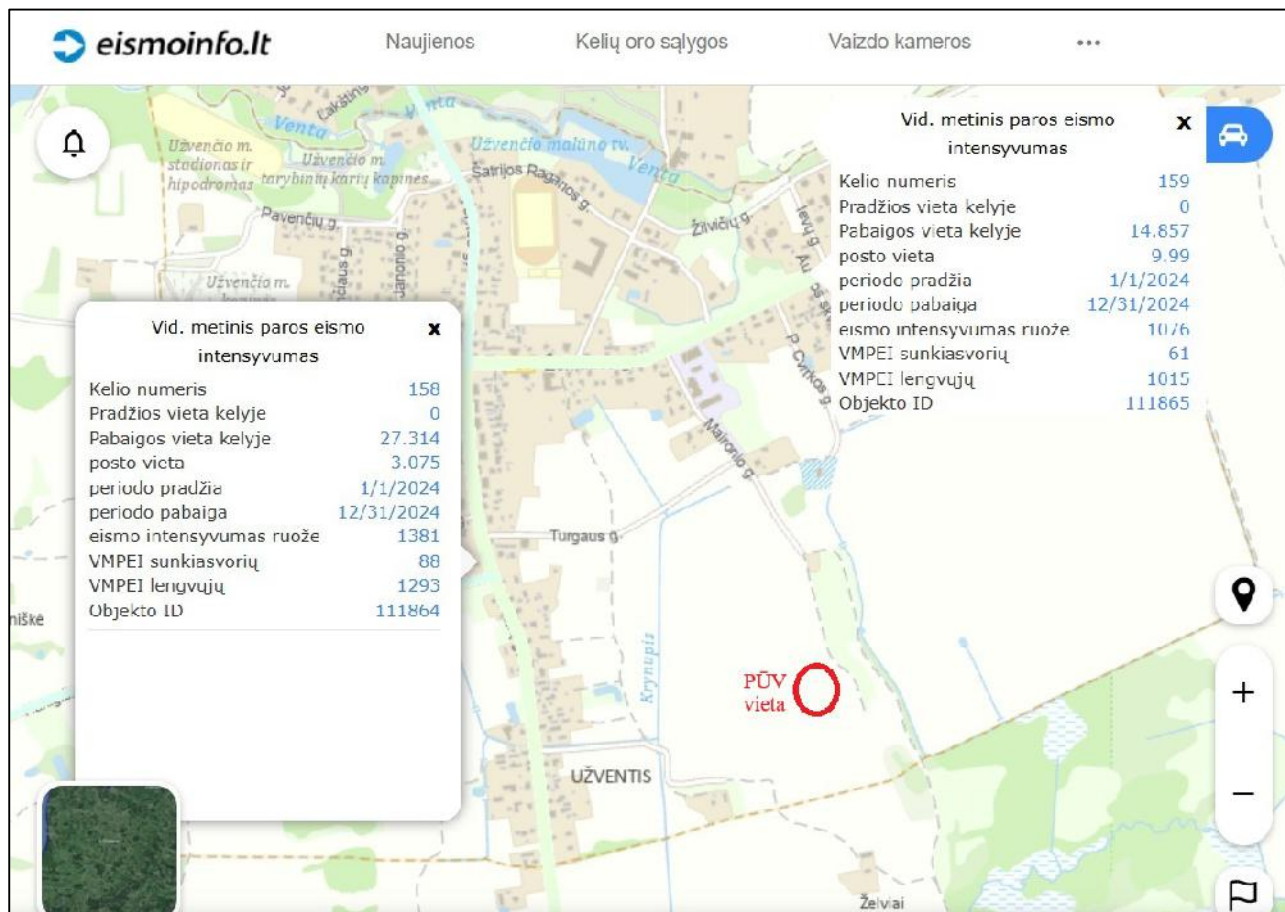 eismoinfo.lt
Naujienos
Kelių oro sąlygos
Vaizdo kameros
...
Venta
Venta
Užvenčio m.
stadionas ir
hipodromas
Užvenčio m.
tarybinių karių kapinės
Užvenčio malūno tv.
Venta
Šatrijos Raganos g.
Pavenčių g.
Žilvičių g.
Ievų g.
Užvenčio m.
P. Cvirkos g.
Maironio g.
Turgaus g.
Krynupis
PŪV
vieta
UŽVENTIS
Želviai
Vid. metinis paros eismo x
intensyvumas
Kelio numeris 159
Pradžios vieta kelyje 0
Pabaigos vieta kelyje 14.857
posto vieta 9.99
periodo pradžia 1/1/2024
periodo pabaiga 12/31/2024
eismo intensyvumas ruože 1076
VMPEI sunkiasvorių 61
VMPEI lengvųjų 1015
Objekto ID 111865
Vid. metinis paros eismo x
intensyvumas
Kelio numeris 158
Pradžios vieta kelyje 0
Pabaigos vieta kelyje 27.314
posto vieta 3.075
periodo pradžia 1/1/2024
periodo pabaiga 12/31/2024
eismo intensyvumas ruože 1381
VMPEI sunkiasvorių 88
VMPEI lengvųjų 1293
Objekto ID 111864
+
−